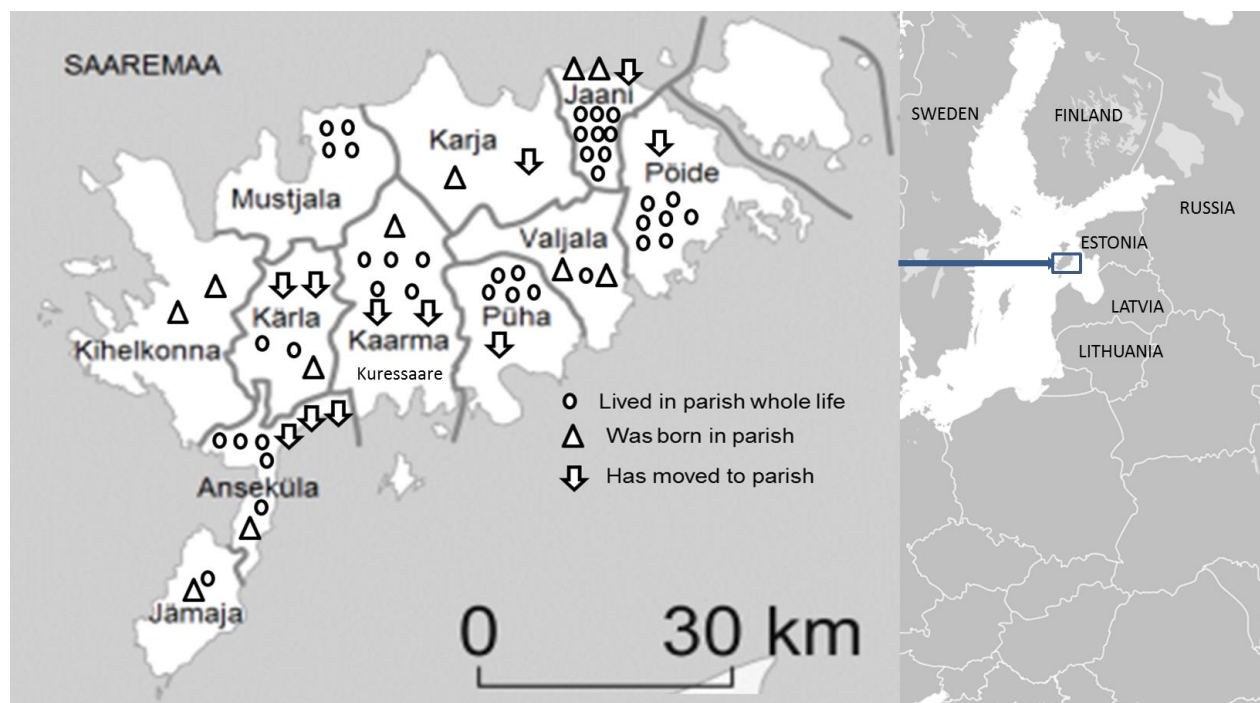 SAAREMAA
Jaani
Karja
Pöide
Mustjala
Valjala
Kärla
Püha
Kihelkonna
Kaarma
Kuressaare
Anseküla
Jämaja
Lived in parish whole life
Was born in parish
Has moved to parish
0 30 km
SWEDEN
FINLAND
RUSSIA
ESTONIA
LATVIA
LITHUANIA